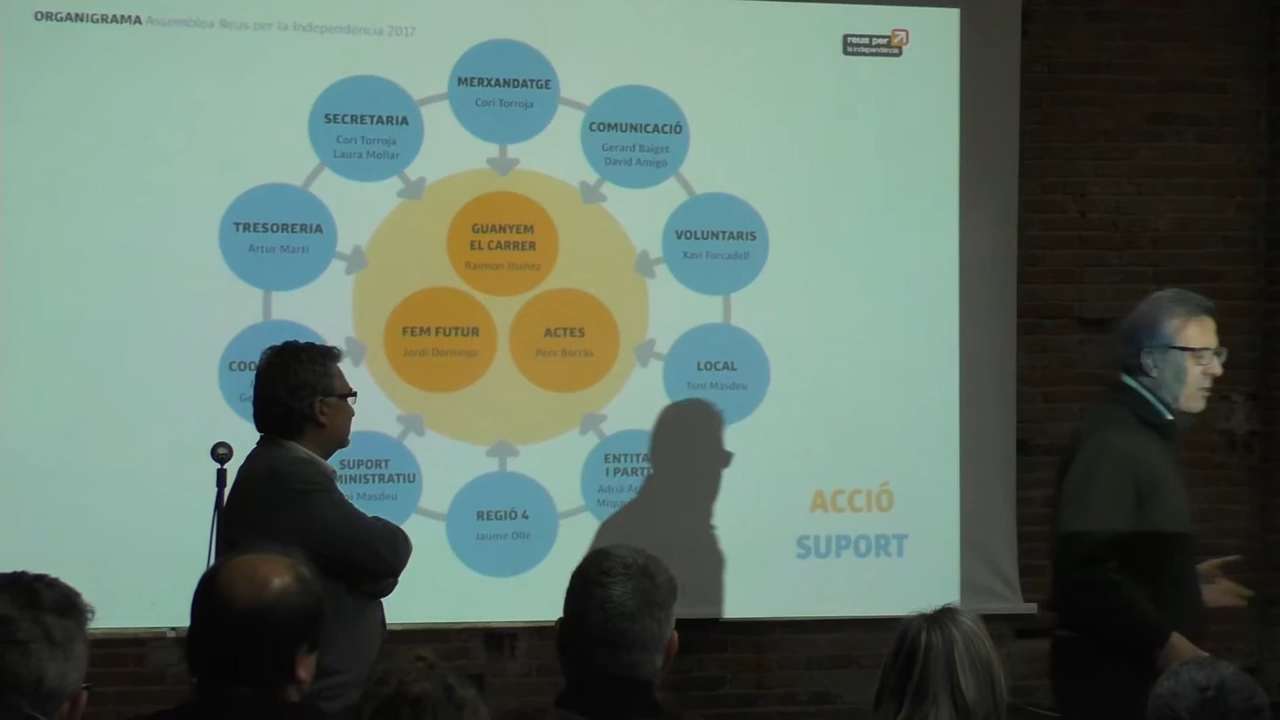 ORGANIGRAMA Assemblea Reus per la Independència 2017
reus per
la independència
MERXANDATGE
Cori Torroja
SECRETARIA
Cori Torroja
Laura Mollar
COMUNICACIÓ
Gerard Baiget
David Amigó
TRESORERIA
Artur Martí
GUANYEM
EL CARRER
Raimon Ibáñez
VOLUNTARIS
Xavi Forcadell
FEM FUTUR
Jordi Domingo
ACTES
Pere Borràs
LOCAL
Toni Masdeu
SUPORT
MINISTRATIU
Masdeu
REGIÓ 4
Jaume Ollé
ENTITA
I PART
Adrià
ACCIÓ
SUPORT